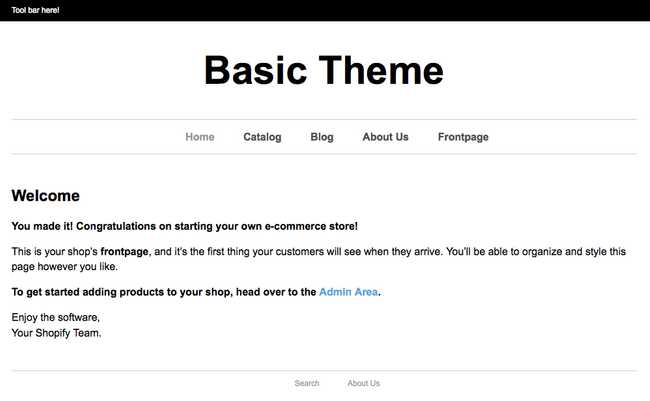 Tool bar here!
Basic Theme
Home Catalog Blog About Us Frontpage
Welcome
You made it! Congratulations on starting your own e-commerce store!
This is your shop's frontpage, and it's the first thing your customers will see when they arrive. You'll be able to organize and style this
page however you like.
To get started adding products to your shop, head over to the Admin Area.
Enjoy the software,
Your Shopify Team.
Search About Us